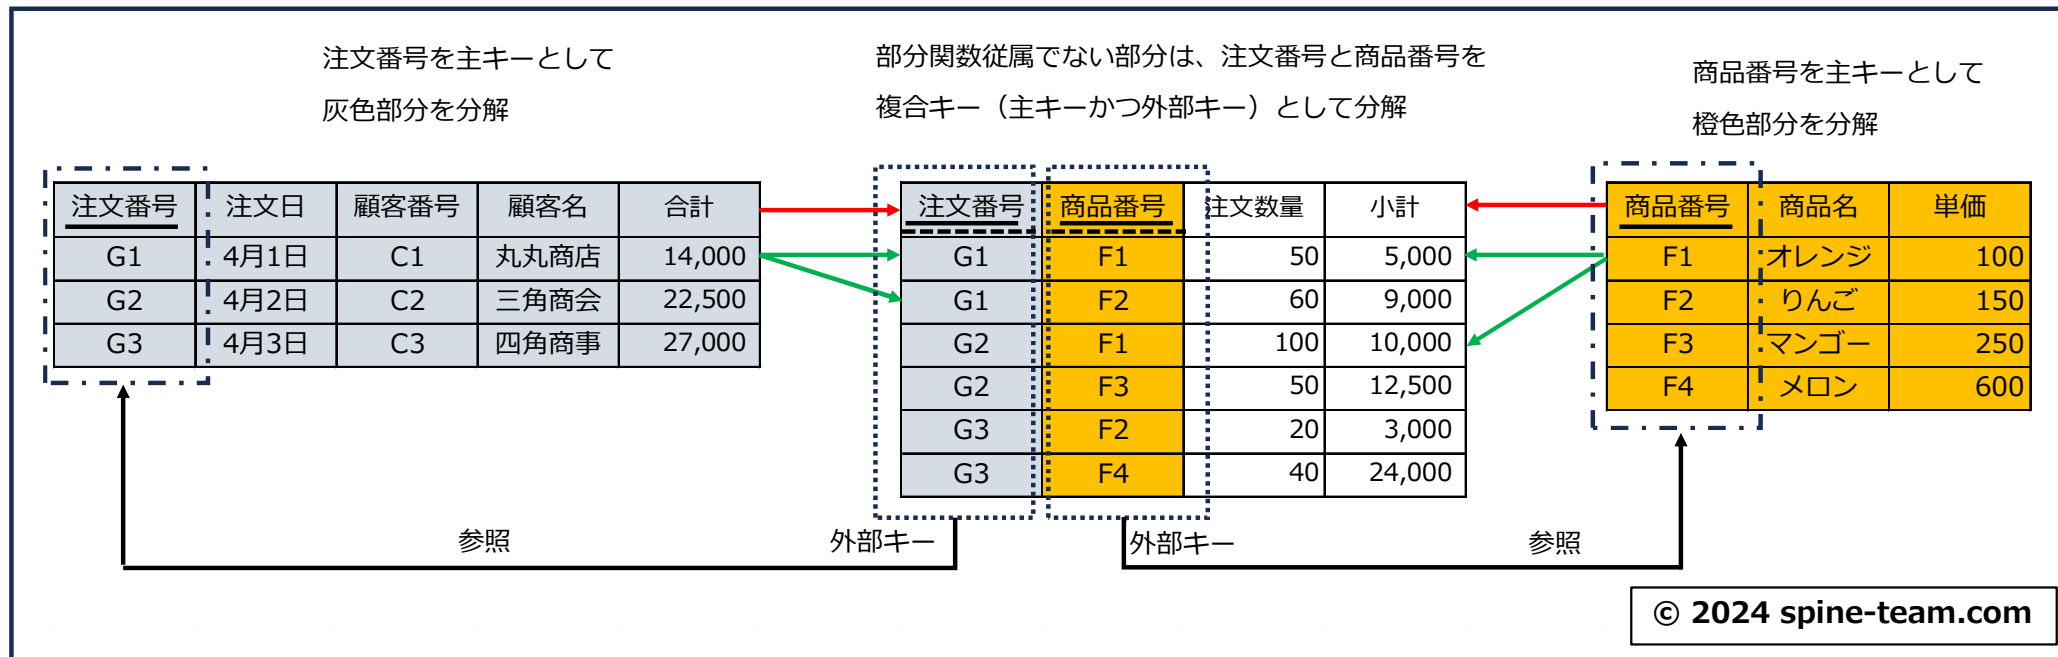 注文番号を主キーとして
灰色部分を分解
部分関数従属でない部分は、注文番号と商品番号を
複合キー（主キーかつ外部キー）として分解
商品番号を主キーとして
橙色部分を分解
注文番号 注文日 顧客番号 顧客名 合計
G1 4月1日 C1 丸丸商店 14,000
G2 4月2日 C2 三角商会 22,500
G3 4月3日 C3 四角商事 27,000
注文番号 商品番号 注文数量 小計
G1 F1 50 5,000
G1 F2 60 9,000
G2 F1 100 10,000
G2 F3 50 12,500
G3 F2 20 3,000
G3 F4 40 24,000
商品番号 商品名 単価
F1 オレンジ 100
F2 りんご 150
F3 マンゴー 250
F4 メロン 600
参照 外部キー 外部キー 参照
© 2024 spine-team.com